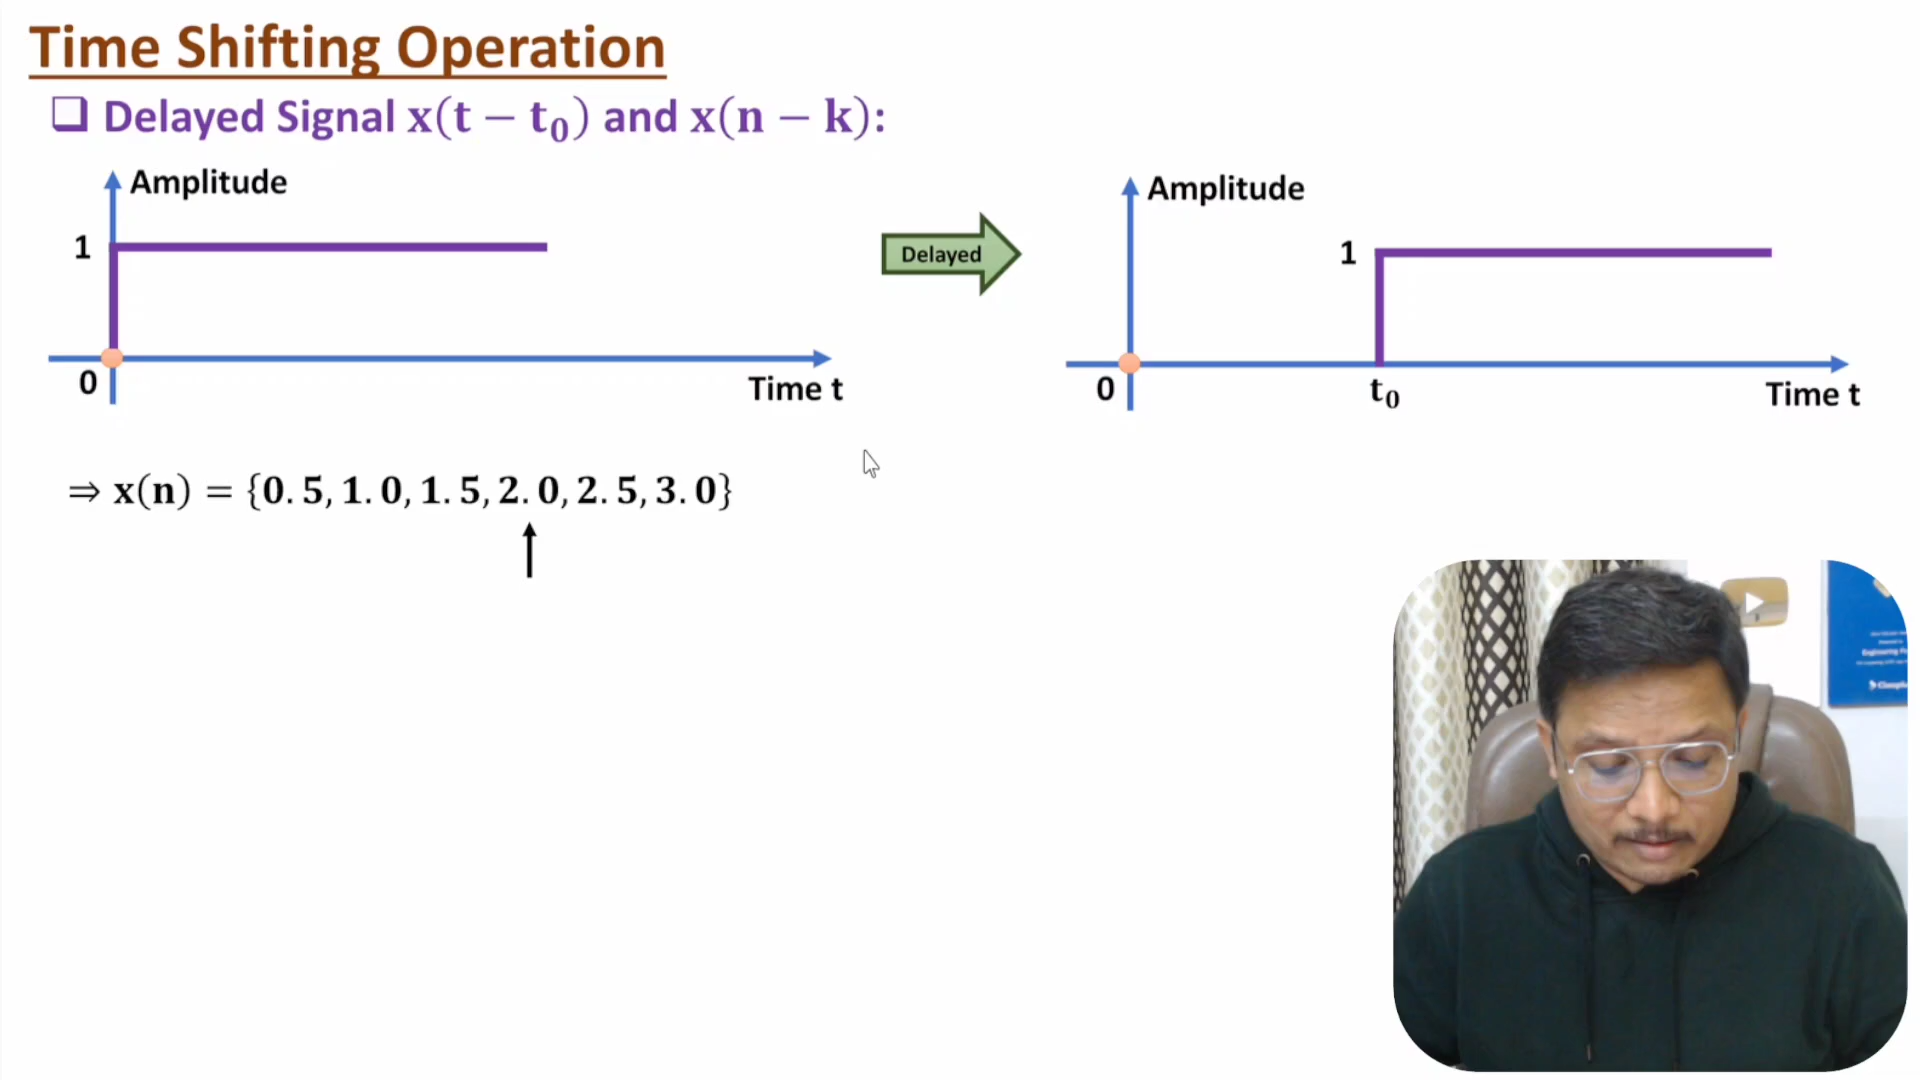 Time Shifting Operation
❑ Delayed Signal x(t − t₀) and x(n − k):
Amplitude
1
0
Time t
Delayed
Amplitude
1
0
t₀
Time t
⇒ x(n) = {0.5, 1.0, 1.5, 2.0, 2.5, 3.0}